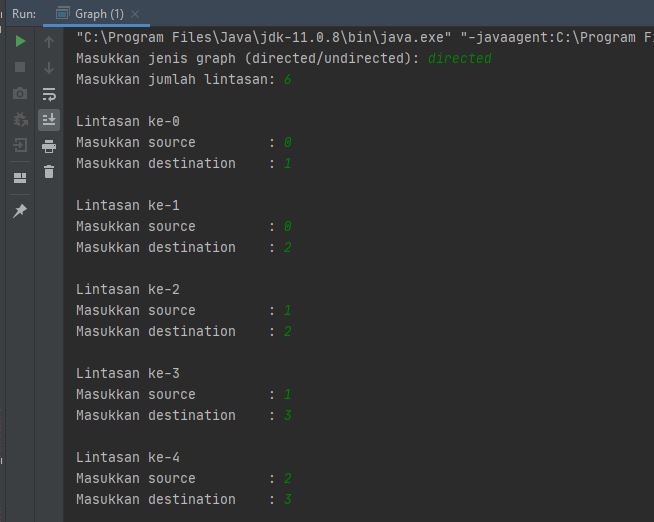 Run: Graph (1)
"C:\Program Files\Java\jdk-11.0.8\bin\java.exe" "-javaagent:C:\Program Fi
Masukkan jenis graph (directed/undirected): directed
Masukkan jumlah lintasan: 6
Lintasan ke-0
Masukkan source : 0
Masukkan destination : 1
Lintasan ke-1
Masukkan source : 0
Masukkan destination : 2
Lintasan ke-2
Masukkan source : 1
Masukkan destination : 2
Lintasan ke-3
Masukkan source : 1
Masukkan destination : 3
Lintasan ke-4
Masukkan source : 2
Masukkan destination : 3